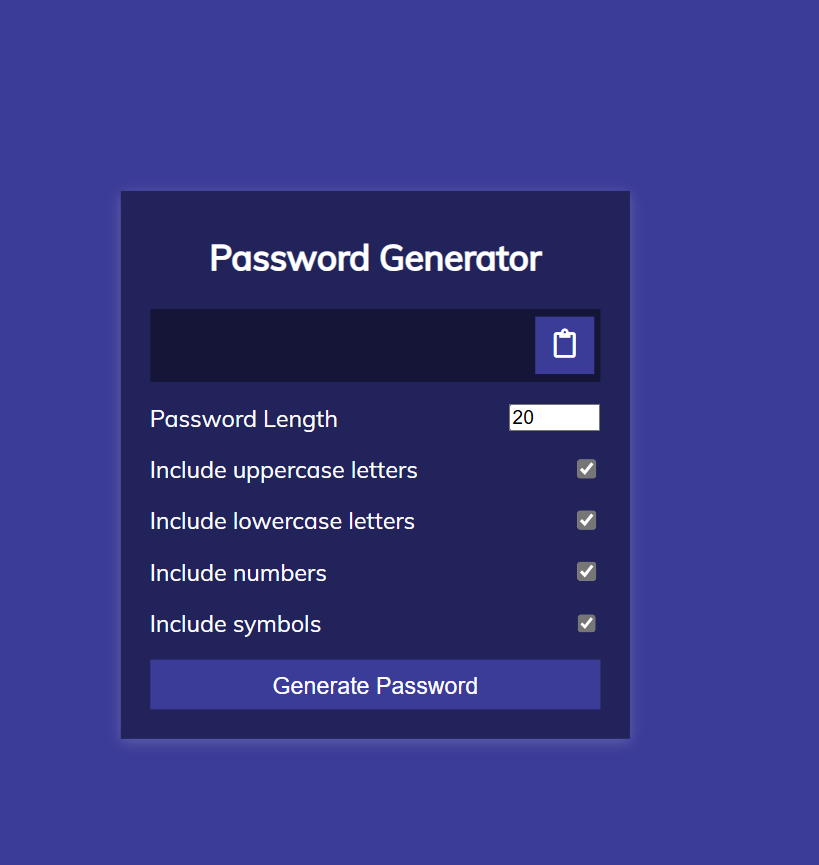 Password Generator
Password Length 20
Include uppercase letters
Include lowercase letters
Include numbers
Include symbols
Generate Password